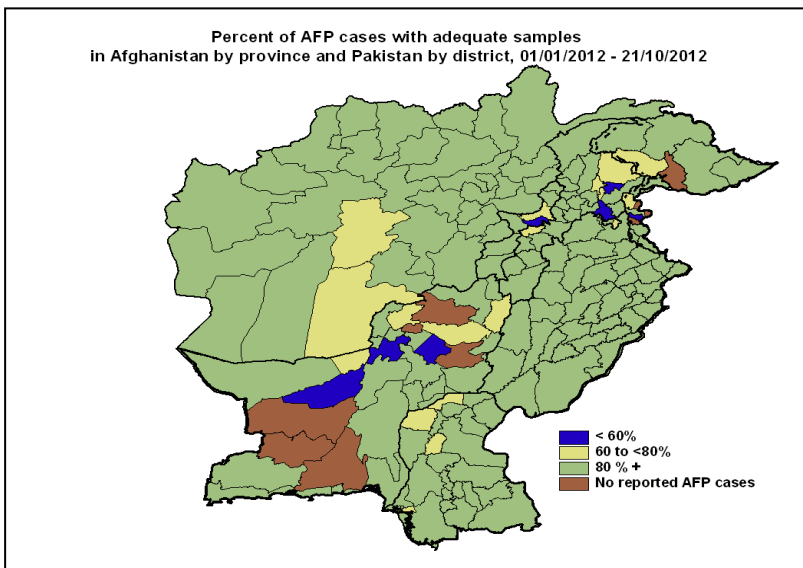 Percent of AFP cases with adequate samples
in Afghanistan by province and Pakistan by district, 01/01/2012 - 21/10/2012
< 60%
60 to <80%
80 % +
No reported AFP cases